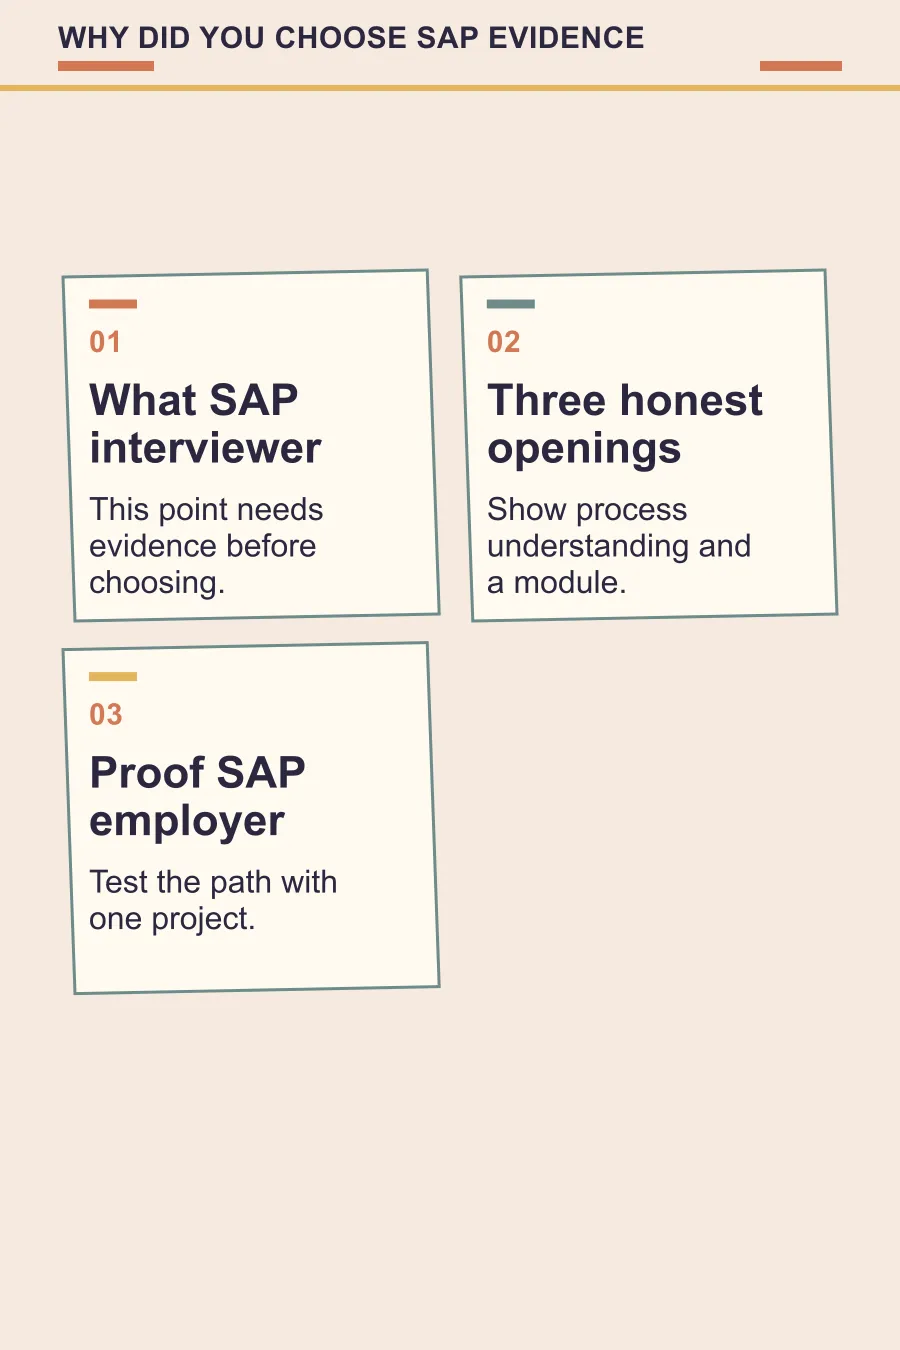 WHY DID YOU CHOOSE SAP EVIDENCE
01
What SAP
interviewer
This point needs
evidence before
choosing.
02
Three honest
openings
Show process
understanding and
a module.
03
Proof SAP
employer
Test the path with
one project.